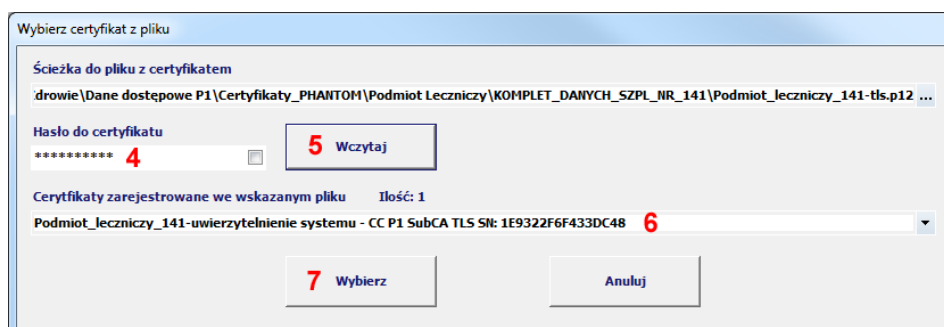 Wybierz certyfikat z pliku
Ścieżka do pliku z certyfikatem
drowie\Dane dostępowe P1\Certyfikaty_PHANTOM\Podmiot Leczniczy\KOMPLET_DANYCH_SZPL_NR_141\Podmiot_leczniczy_141-tls.p12 ...
Hasło do certyfikatu
********** 4
5 Wczytaj
Cerytfikaty zarejestrowane we wskazanym pliku Ilość: 1
Podmiot_leczniczy_141-uwierzytelnienie systemu - CC P1 SubCA TLS SN: 1E9322F6F433DC48 6
7 Wybierz Anuluj